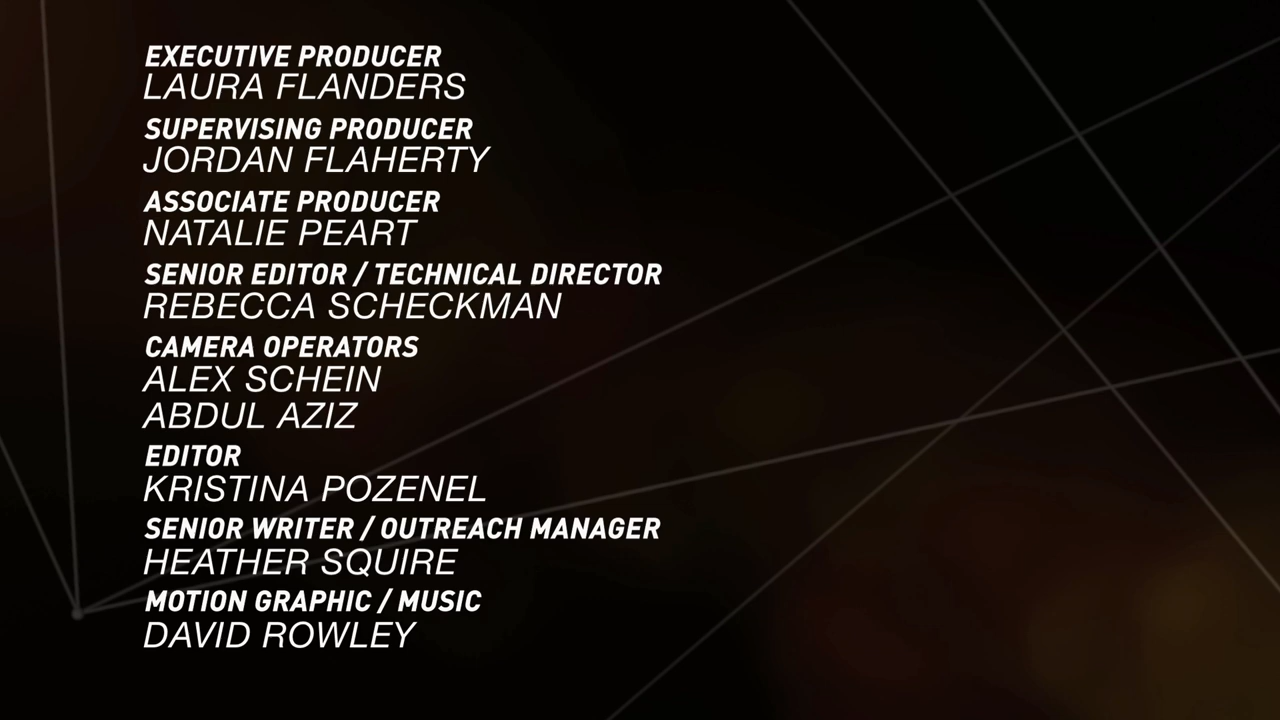 EXECUTIVE PRODUCER
LAURA FLANDERS
SUPERVISING PRODUCER
JORDAN FLAHERTY
ASSOCIATE PRODUCER
NATALIE PEART
SENIOR EDITOR / TECHNICAL DIRECTOR
REBECCA SCHECKMAN
CAMERA OPERATORS
ALEX SCHEIN
ABDUL AZIZ
EDITOR
KRISTINA POZENEL
SENIOR WRITER / OUTREACH MANAGER
HEATHER SQUIRE
MOTION GRAPHIC / MUSIC
DAVID ROWLEY